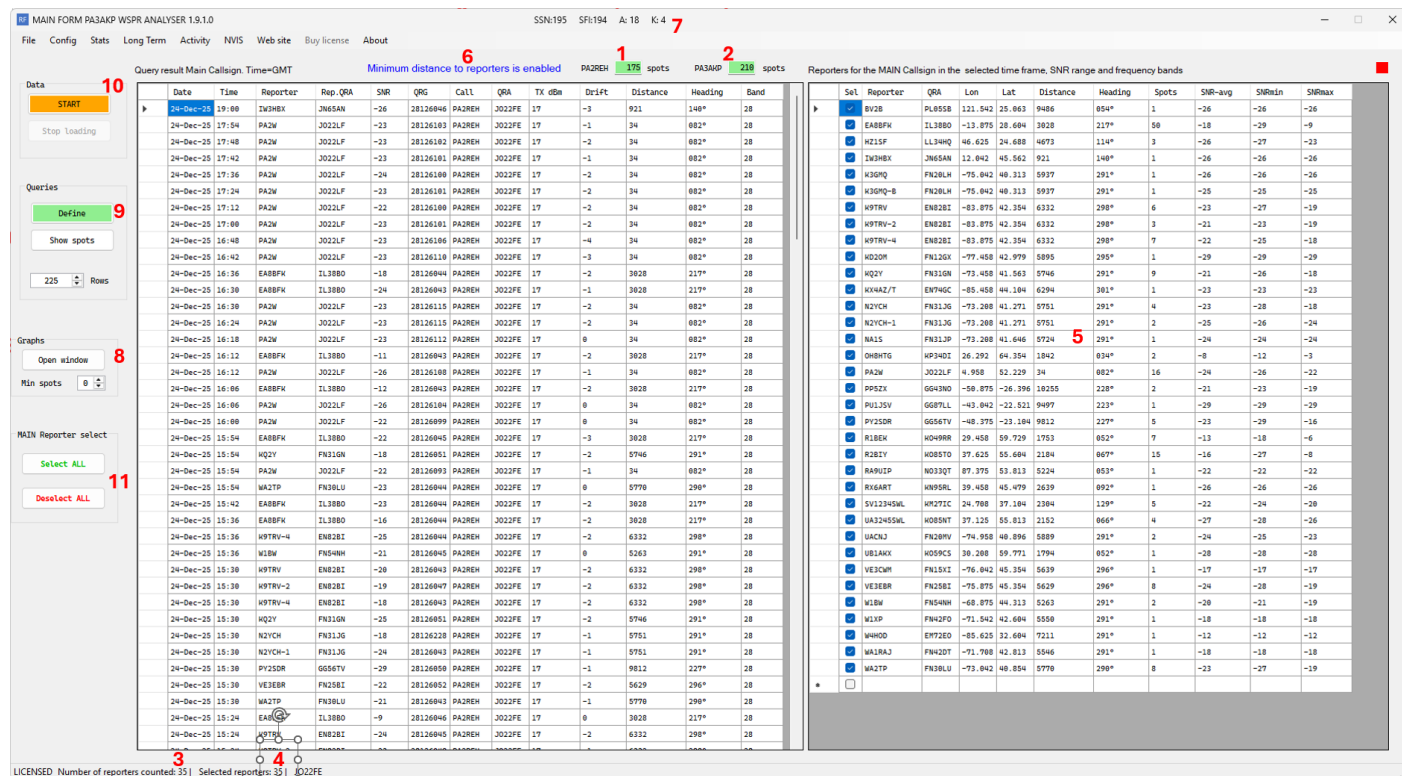 RF MAIN FORM PA3AKP WSPR ANALYSER 1.9.1.0 SSN:195 SFI:194 A: 18 K: 4 7
File Config Stats Long Term Activity NVIS Web site Buy license About
6 1 2
Query result Main Callsign. Time=GMT Minimum distance to reporters is enabled PA2REH 175 spots PA3AKP 210 spots Reporters for the MAIN Callsign in the selected time frame, SNR range and frequency bands
Data 10
START
Stop loading
Queries
Define 9
Show spots
225 Rows
Graphs
Open window 8
Min spots 0
MAIN Reporter select
Select ALL
11
Deselect ALL
Date Time Reporter Rep.QRA SNR QRG Call QRA TX dBm Drift Distance Heading Band
24-Dec-25 19:00 IW3HBX JN65AN -26 28126046 PA2REH JO22FE 17 -3 921 140° 28
24-Dec-25 17:54 PA2W JO22LF -23 28126103 PA2REH JO22FE 17 -1 34 082° 28
24-Dec-25 17:48 PA2W JO22LF -23 28126102 PA2REH JO22FE 17 -2 34 082° 28
24-Dec-25 17:42 PA2W JO22LF -23 28126101 PA2REH JO22FE 17 -1 34 082° 28
24-Dec-25 17:36 PA2W JO22LF -24 28126100 PA2REH JO22FE 17 -2 34 082° 28
24-Dec-25 17:24 PA2W JO22LF -23 28126101 PA2REH JO22FE 17 -2 34 082° 28
24-Dec-25 17:12 PA2W JO22LF -22 28126100 PA2REH JO22FE 17 -2 34 082° 28
24-Dec-25 17:00 PA2W JO22LF -23 28126101 PA2REH JO22FE 17 -2 34 082° 28
24-Dec-25 16:48 PA2W JO22LF -23 28126106 PA2REH JO22FE 17 -4 34 082° 28
24-Dec-25 16:42 PA2W JO22LF -23 28126110 PA2REH JO22FE 17 -3 34 082° 28
24-Dec-25 16:36 EA8BFK IL38BO -18 28126044 PA2REH JO22FE 17 -2 3028 217° 28
24-Dec-25 16:30 EA8BFK IL38BO -24 28126043 PA2REH JO22FE 17 -1 3028 217° 28
24-Dec-25 16:30 PA2W JO22LF -23 28126115 PA2REH JO22FE 17 -2 34 082° 28
24-Dec-25 16:24 PA2W JO22LF -23 28126115 PA2REH JO22FE 17 -2 34 082° 28
24-Dec-25 16:18 PA2W JO22LF -23 28126112 PA2REH JO22FE 17 0 34 082° 28
24-Dec-25 16:12 EA8BFK IL38BO -11 28126043 PA2REH JO22FE 17 -2 3028 217° 28
24-Dec-25 16:12 PA2W JO22LF -26 28126108 PA2REH JO22FE 17 -1 34 082° 28
24-Dec-25 16:06 EA8BFK IL38BO -12 28126043 PA2REH JO22FE 17 -2 3028 217° 28
24-Dec-25 16:06 PA2W JO22LF -26 28126104 PA2REH JO22FE 17 0 34 082° 28
24-Dec-25 16:00 PA2W JO22LF -22 28126099 PA2REH JO22FE 17 0 34 082° 28
24-Dec-25 15:54 EA8BFK IL38BO -22 28126045 PA2REH JO22FE 17 -3 3028 217° 28
24-Dec-25 15:54 KQ2Y FN31GN -18 28126051 PA2REH JO22FE 17 -2 5746 291° 28
24-Dec-25 15:54 PA2W JO22LF -22 28126093 PA2REH JO22FE 17 -1 34 082° 28
24-Dec-25 15:54 WA2TP FN30LU -23 28126044 PA2REH JO22FE 17 0 5770 290° 28
24-Dec-25 15:42 EA8BFK IL38BO -23 28126044 PA2REH JO22FE 17 -2 3028 217° 28
24-Dec-25 15:36 EA8BFK IL38BO -16 28126044 PA2REH JO22FE 17 -2 3028 217° 28
24-Dec-25 15:36 K9TRV-4 EN82BI -25 28126044 PA2REH JO22FE 17 -2 6332 298° 28
24-Dec-25 15:36 W1BW FN54NH -21 28126045 PA2REH JO22FE 17 0 5263 291° 28
24-Dec-25 15:30 K9TRV EN82BI -20 28126043 PA2REH JO22FE 17 -2 6332 298° 28
24-Dec-25 15:30 K9TRV-2 EN82BI -19 28126047 PA2REH JO22FE 17 -2 6332 298° 28
24-Dec-25 15:30 K9TRV-4 EN82BI -18 28126043 PA2REH JO22FE 17 -2 6332 298° 28
24-Dec-25 15:30 KQ2Y FN31GN -25 28126051 PA2REH JO22FE 17 -2 5746 291° 28
24-Dec-25 15:30 N2YCH FN31JG -18 28126228 PA2REH JO22FE 17 -1 5751 291° 28
24-Dec-25 15:30 N2YCH-1 FN31JG -24 28126043 PA2REH JO22FE 17 -1 5751 291° 28
24-Dec-25 15:30 PY2SDR GG56TV -29 28126050 PA2REH JO22FE 17 -1 9812 227° 28
24-Dec-25 15:30 VE3EBR FN25BI -22 28126052 PA2REH JO22FE 17 -2 5629 296° 28
24-Dec-25 15:30 WA2TP FN30LU -21 28126043 PA2REH JO22FE 17 -1 5770 290° 28
24-Dec-25 15:24 IL38BO -9 28126046 PA2REH JO22FE 17 0 3028 217° 28
24-Dec-25 15:24 K9TRV EN82BI -24 28126045 PA2REH JO22FE 17 -2 6332 298° 28
Sel Reporter QRA Lon Lat Distance Heading Spots SNR-avg SNRmin SNRmax
BV2B PL05SB 121.542 25.063 9486 054° 1 -26 -26 -26
EA8BFK IL38BO -13.875 28.604 3028 217° 50 -18 -29 -9
HZ1SF LL34HQ 46.625 24.688 4673 114° 3 -26 -27 -23
IW3HBX JN65AN 12.042 45.562 921 140° 1 -26 -26 -26
K3GMQ FN20LH -75.042 40.313 5937 291° 1 -26 -26 -26
K3GMQ-B FN20LH -75.042 40.313 5937 291° 1 -25 -25 -25
K9TRV EN82BI -83.875 42.354 6332 298° 6 -23 -27 -19
K9TRV-2 EN82BI -83.875 42.354 6332 298° 3 -21 -23 -19
K9TRV-4 EN82BI -83.875 42.354 6332 298° 7 -22 -25 -18
KD2OM FN12GX -77.458 42.979 5895 295° 1 -29 -29 -29
KQ2Y FN31GN -73.458 41.563 5746 291° 9 -21 -26 -18
KX4AZ/T EN74GC -85.458 44.104 6294 301° 1 -23 -23 -23
N2YCH FN31JG -73.208 41.271 5751 291° 4 -23 -28 -18
N2YCH-1 FN31JG -73.208 41.271 5751 291° 2 -25 -26 -24
NA1S FN31JP -73.208 41.646 5724 5 291° 1 -24 -24 -24
OH8HTG KP34DI 26.292 64.354 1842 034° 2 -8 -12 -3
PA2W JO22LF 4.958 52.229 34 082° 16 -24 -26 -22
PP5ZX GG43NO -50.875 -26.396 10255 228° 2 -21 -23 -19
PU1JSV GG87LL -43.042 -22.521 9497 223° 1 -29 -29 -29
PY2SDR GG56TV -48.375 -23.104 9812 227° 5 -23 -29 -16
R1BEK KO49RR 29.458 59.729 1753 052° 7 -13 -18 -6
R2BIY KO85TO 37.625 55.604 2184 067° 15 -16 -27 -8
RA9UIP NO33QT 87.375 53.813 5224 053° 1 -22 -22 -22
RX6ART KN95RL 39.458 45.479 2639 092° 1 -26 -26 -26
SV1234SWL KM27IC 24.708 37.104 2304 129° 5 -22 -24 -20
UA3245SWL KO85NT 37.125 55.813 2152 066° 4 -27 -28 -26
UACNJ FN20MV -74.958 40.896 5889 291° 2 -24 -25 -23
UB1AKX KO59CS 30.208 59.771 1794 052° 1 -28 -28 -28
VE3CWM FN15XI -76.042 45.354 5639 296° 1 -17 -17 -17
VE3EBR FN25BI -75.875 45.354 5629 296° 8 -24 -28 -19
W1BW FN54NH -68.875 44.313 5263 291° 2 -20 -21 -19
W1XP FN42FO -71.542 42.604 5550 291° 1 -18 -18 -18
W4HOD EM72EO -85.625 32.604 7211 291° 1 -12 -12 -12
WA1RAJ FN42DT -71.708 42.813 5546 291° 1 -18 -18 -18
WA2TP FN30LU -73.042 40.854 5770 290° 8 -23 -27 -19
3 4
LICENSED Number of reporters counted: 35 | Selected reporters: 35 | JO22FE